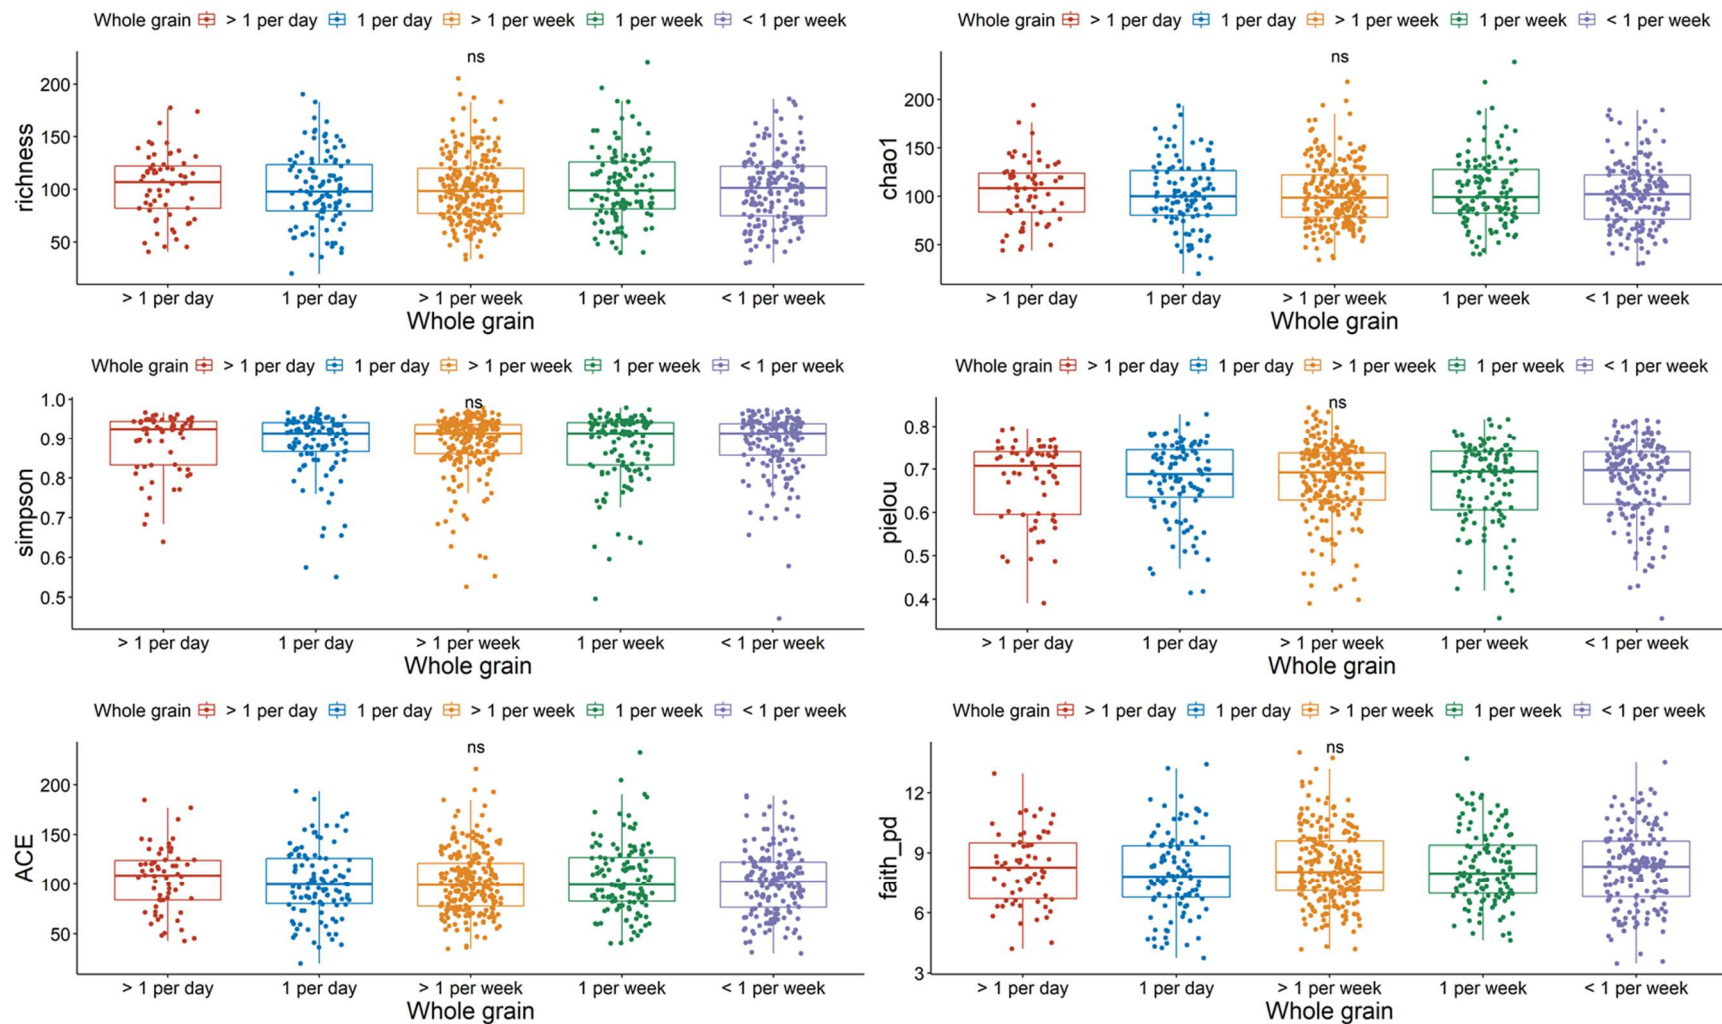 Whole grain > 1 per day 1 per day > 1 per week 1 per week < 1 per week
ns
richness
200
150
100
50
> 1 per day 1 per day > 1 per week 1 per week < 1 per week
Whole grain
Whole grain > 1 per day 1 per day > 1 per week 1 per week < 1 per week
ns
chao1
200
150
100
50
> 1 per day 1 per day > 1 per week 1 per week < 1 per week
Whole grain
Whole grain > 1 per day 1 per day > 1 per week 1 per week < 1 per week
ns
simpson
1.0
0.9
0.8
0.7
0.6
0.5
> 1 per day 1 per day > 1 per week 1 per week < 1 per week
Whole grain
Whole grain > 1 per day 1 per day > 1 per week 1 per week < 1 per week
ns
pielou
0.8
0.7
0.6
0.5
0.4
> 1 per day 1 per day > 1 per week 1 per week < 1 per week
Whole grain
Whole grain > 1 per day 1 per day > 1 per week 1 per week < 1 per week
ns
ACE
200
150
100
50
> 1 per day 1 per day > 1 per week 1 per week < 1 per week
Whole grain
Whole grain > 1 per day 1 per day > 1 per week 1 per week < 1 per week
ns
faith_pd
12
9
6
3
> 1 per day 1 per day > 1 per week 1 per week < 1 per week
Whole grain